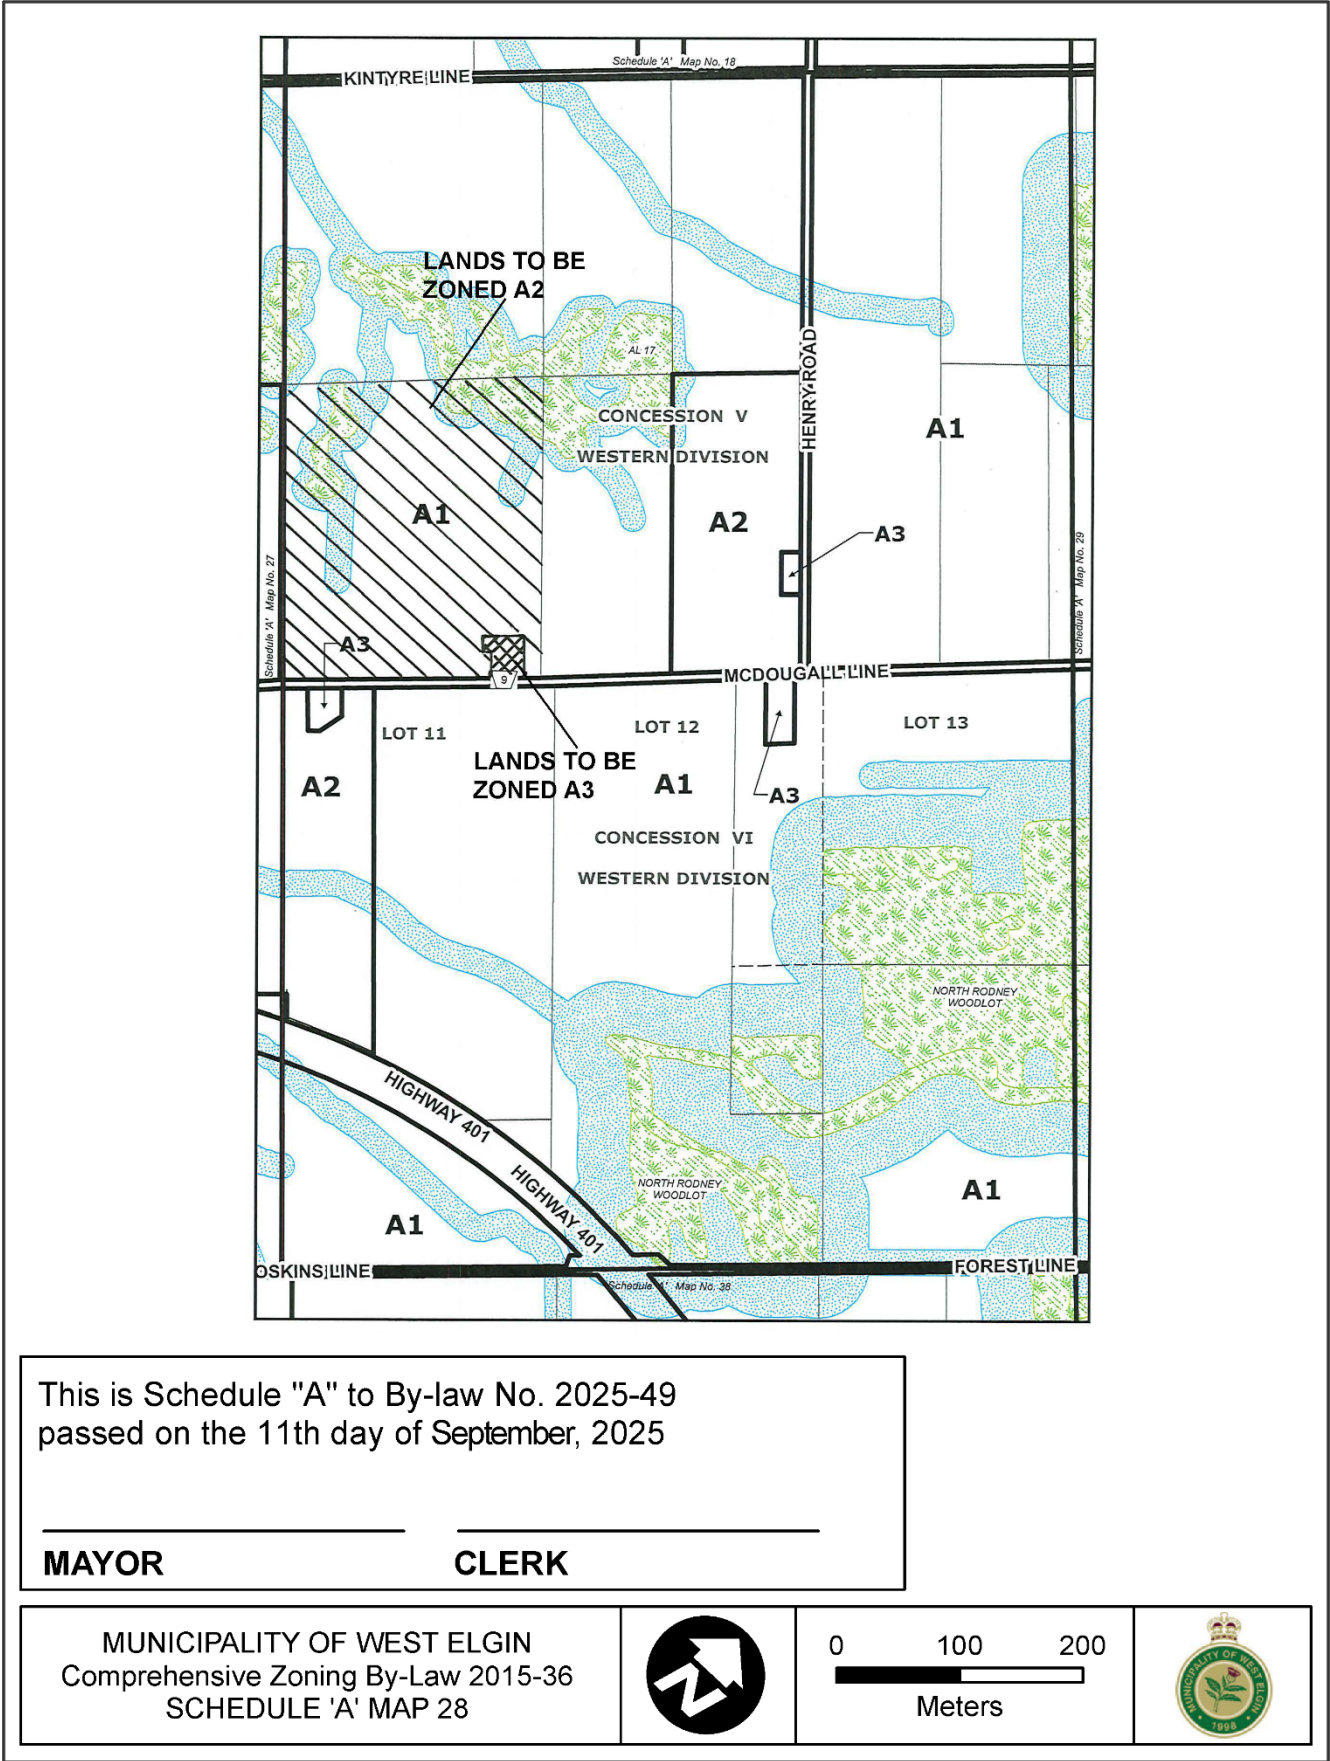 Schedule 'A' Map No. 18
KINTYRE LINE
LANDS TO BE
ZONED A2
AL 17
HENRY ROAD
CONCESSION V
WESTERN DIVISION
A1
A1
A2
A3
Schedule 'A' Map No. 27
Schedule 'A' Map No. 29
A3
9
MCDOUGALL LINE
LOT 11
LOT 12
LOT 13
LANDS TO BE
ZONED A3
A2
A1
A3
CONCESSION VI
WESTERN DIVISION
NORTH RODNEY
WOODLOT
HIGHWAY 401
HIGHWAY 401
NORTH RODNEY
WOODLOT
A1
A1
OSKINS LINE
FOREST LINE
Schedule 'A' Map No. 38
This is Schedule "A" to By-law No. 2025-49
passed on the 11th day of September, 2025
MAYOR
CLERK
MUNICIPALITY OF WEST ELGIN
Comprehensive Zoning By-Law 2015-36
SCHEDULE 'A' MAP 28
N
0 100 200
Meters
MUNICIPALITY OF WEST ELGIN
1998